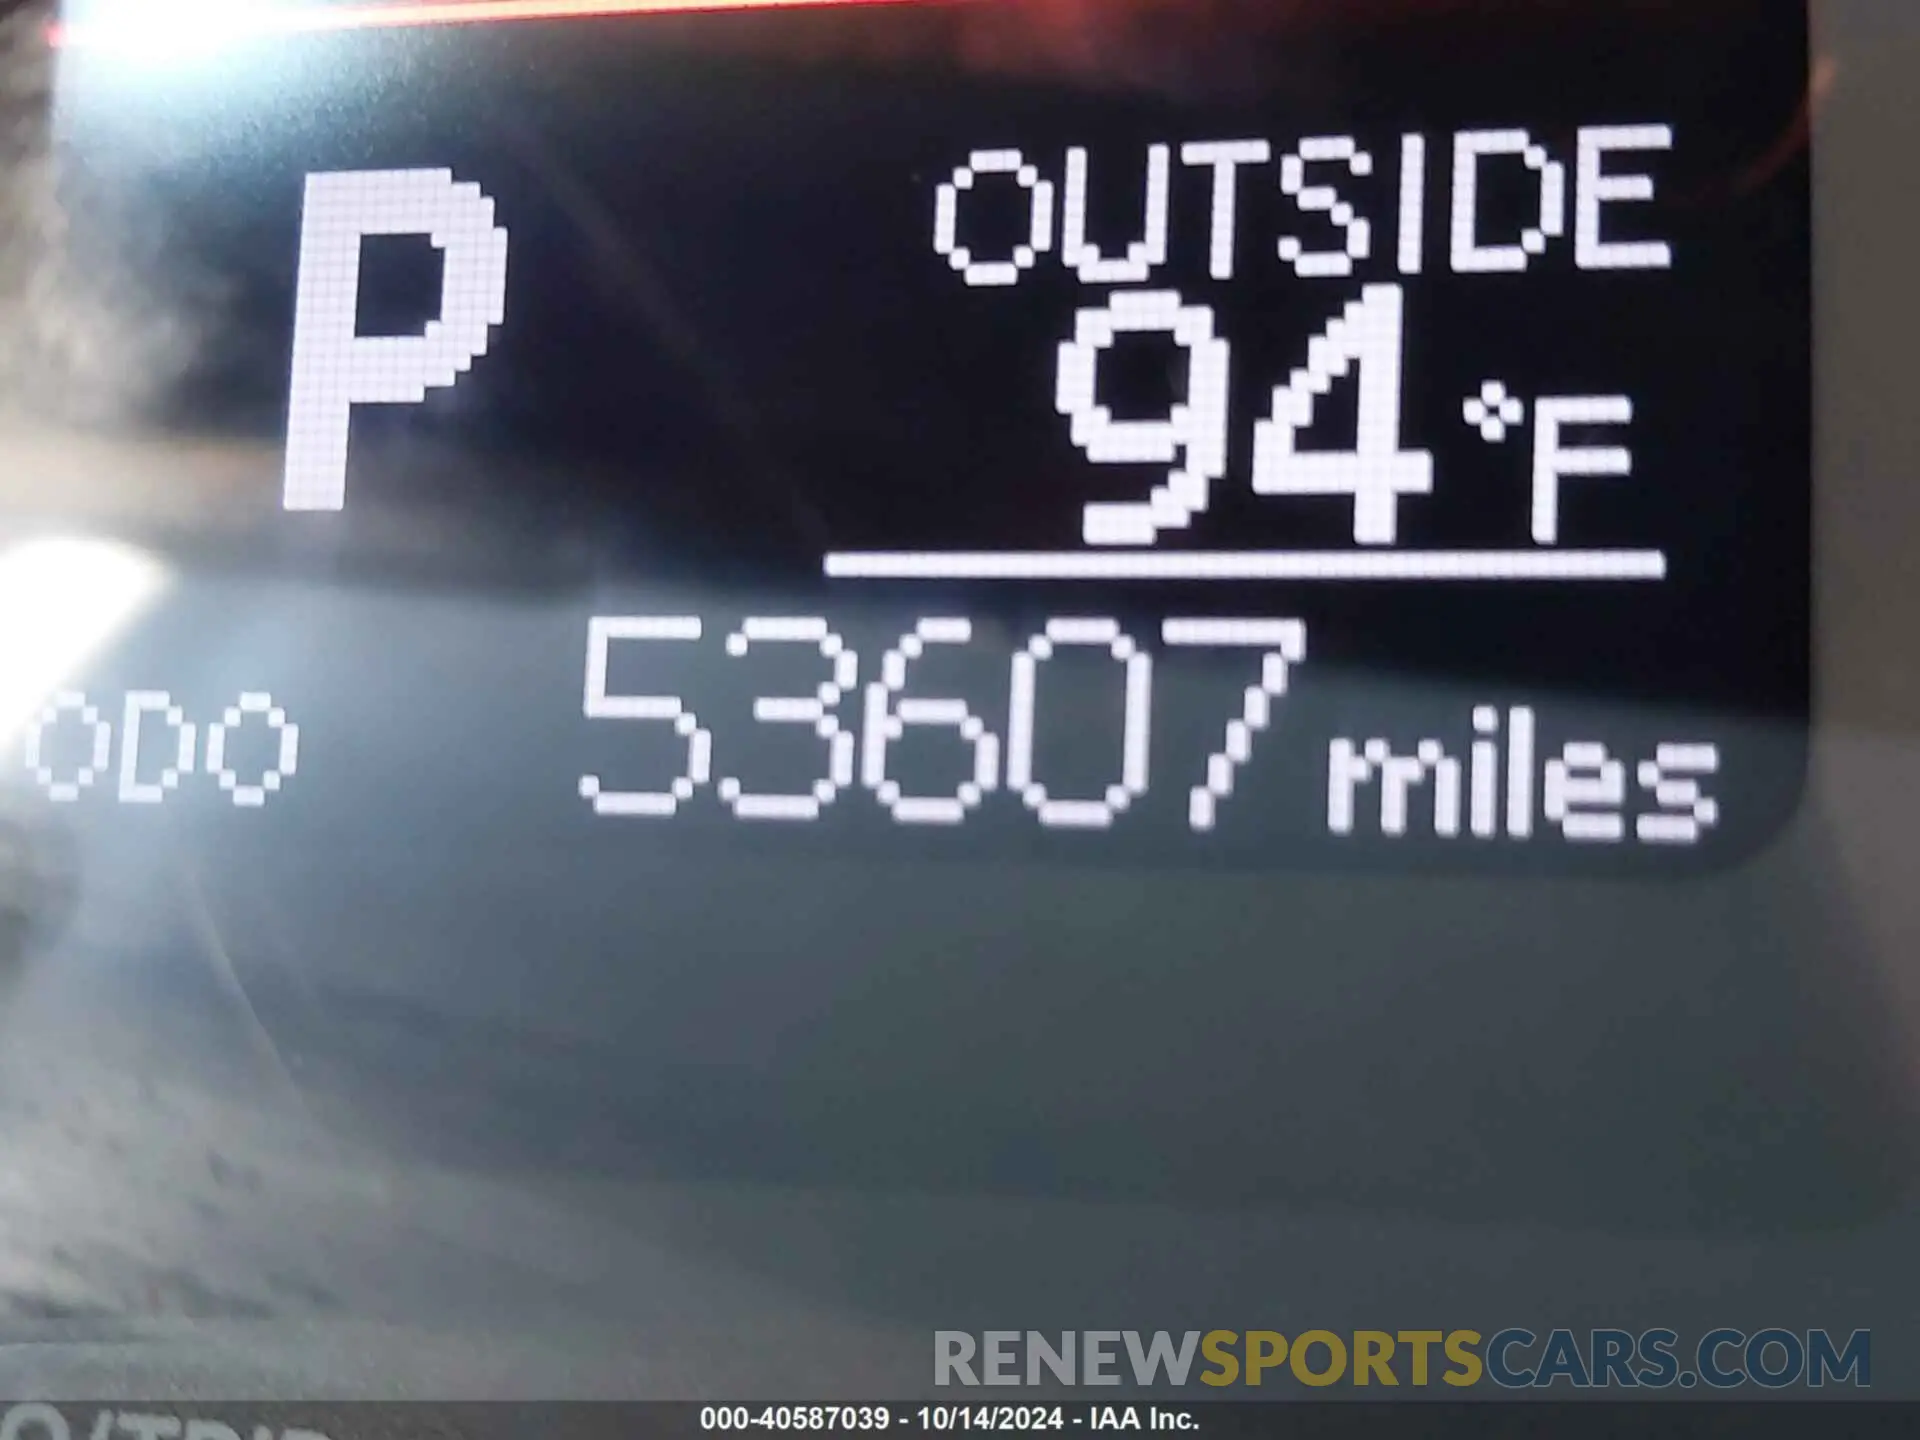 P
OUTSIDE
94 °F
ODO 53607 miles
RENEWSPORTSCARS.COM
000-40587039 - 10/14/2024 - IAA Inc.